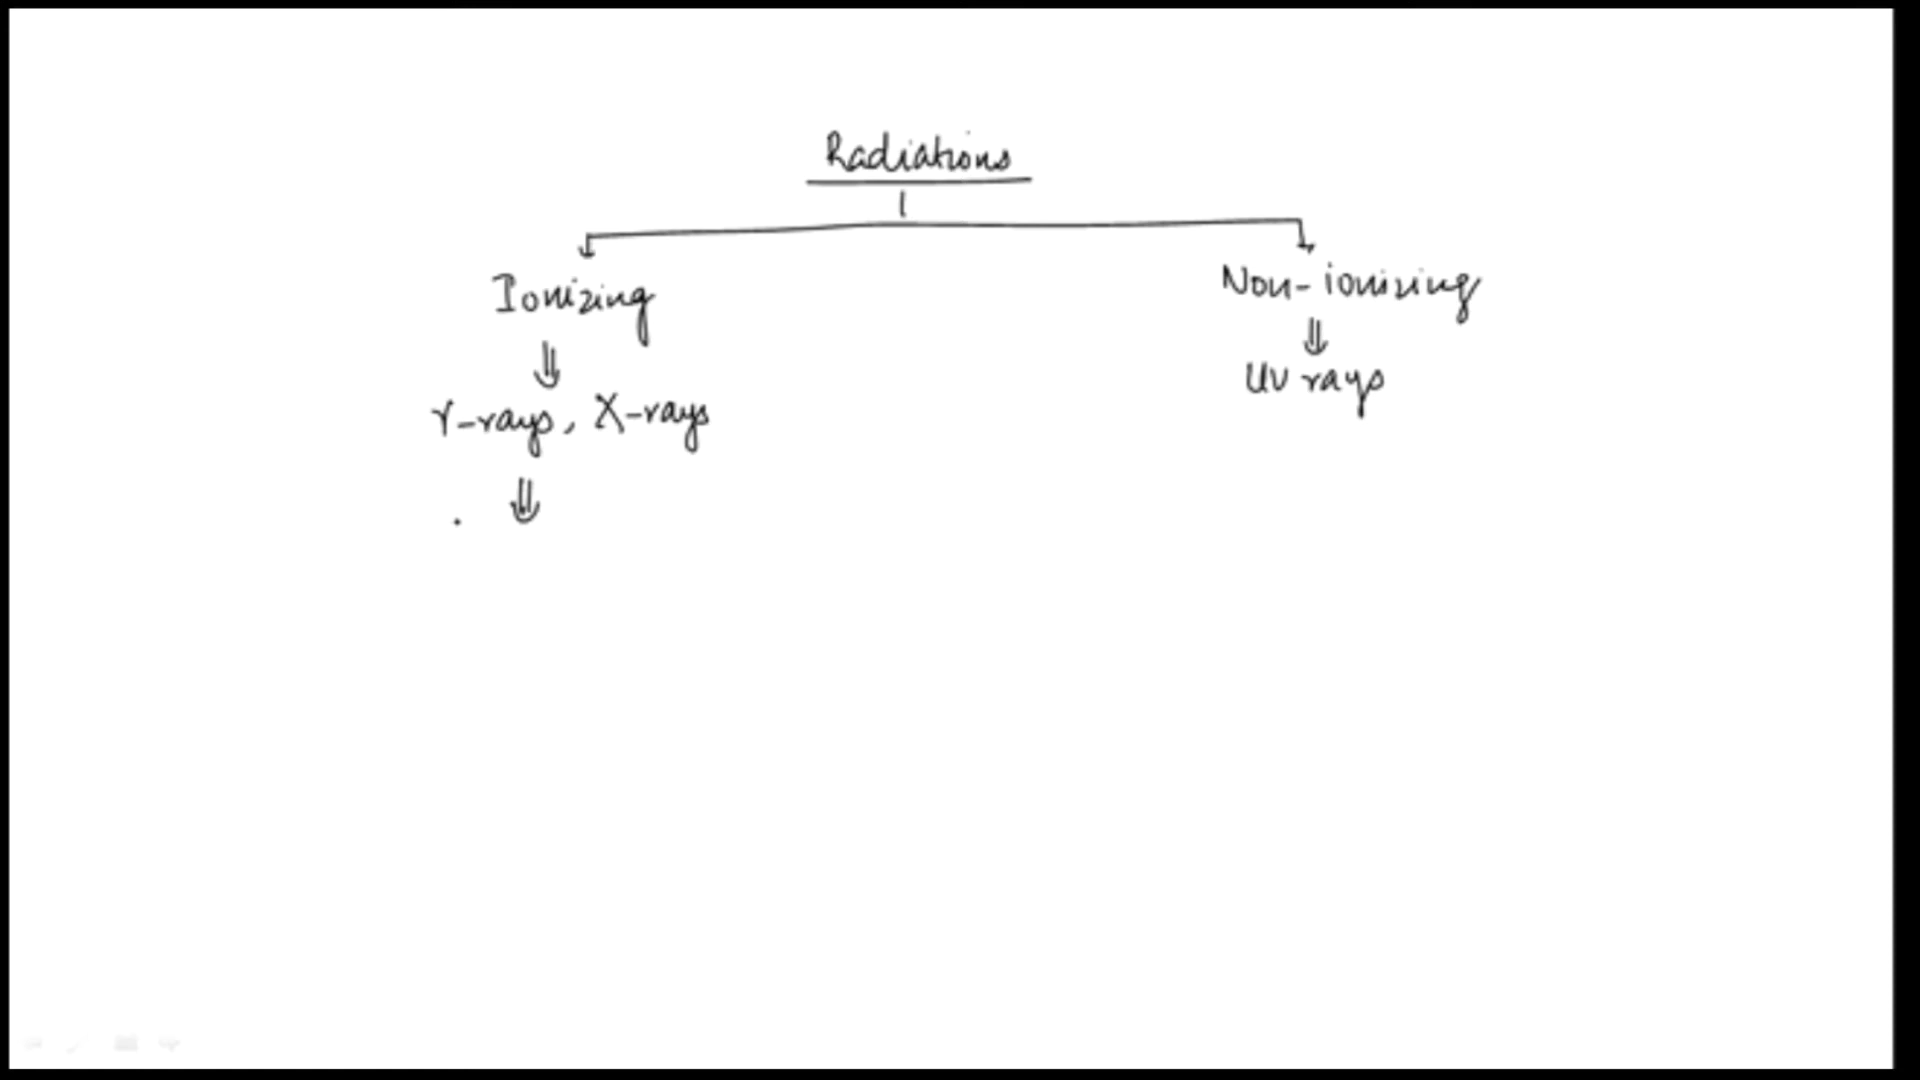 Radiations
Ionizing
Non-ionizing
γ-rays, X-rays
UV rays